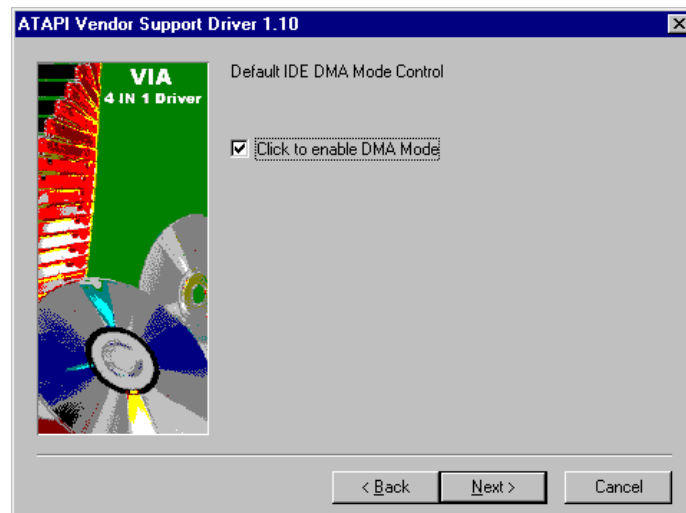 ATAPI Vendor Support Driver 1.10
VIA
4 IN 1 Driver
Default IDE DMA Mode Control
Click to enable DMA Mode
< Back
Next >
Cancel